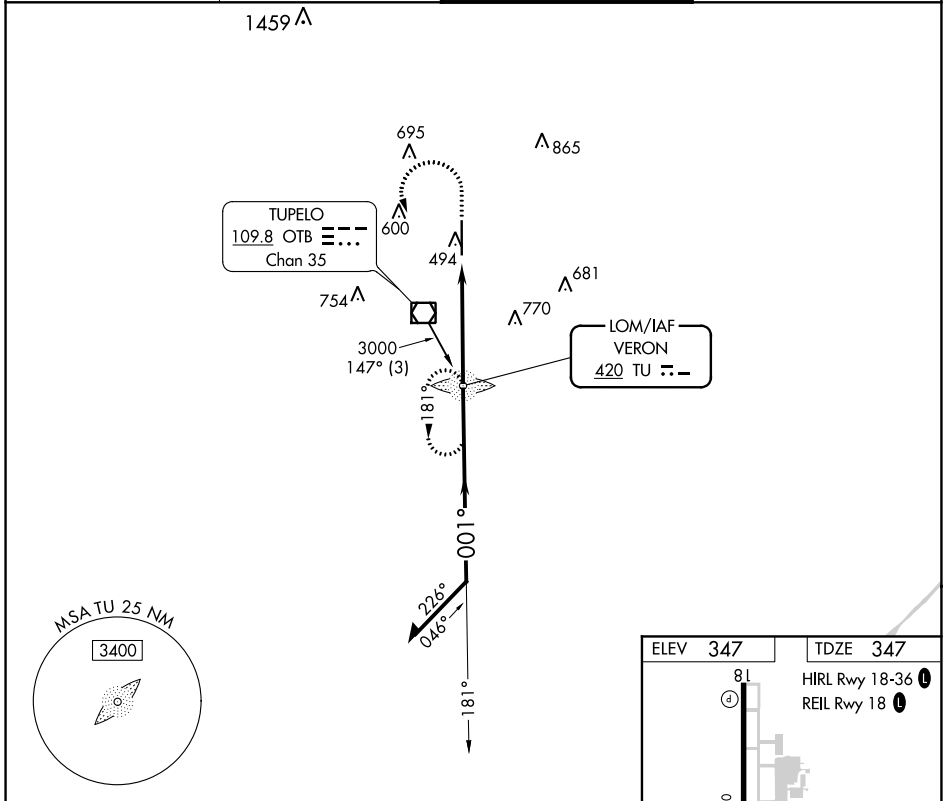 1459
695
865
TUPELO
109.8 OTB
Chan 35
600
494
754
681
770
3000
147° (3)
LOM/IAF
VERON
420 TU
181°
001°
226°
046°
181°
MSA TU 25 NM
3400
ELEV 347
TDZE 347
18
P
HIRL Rwy 18-36 L
REIL Rwy 18 L